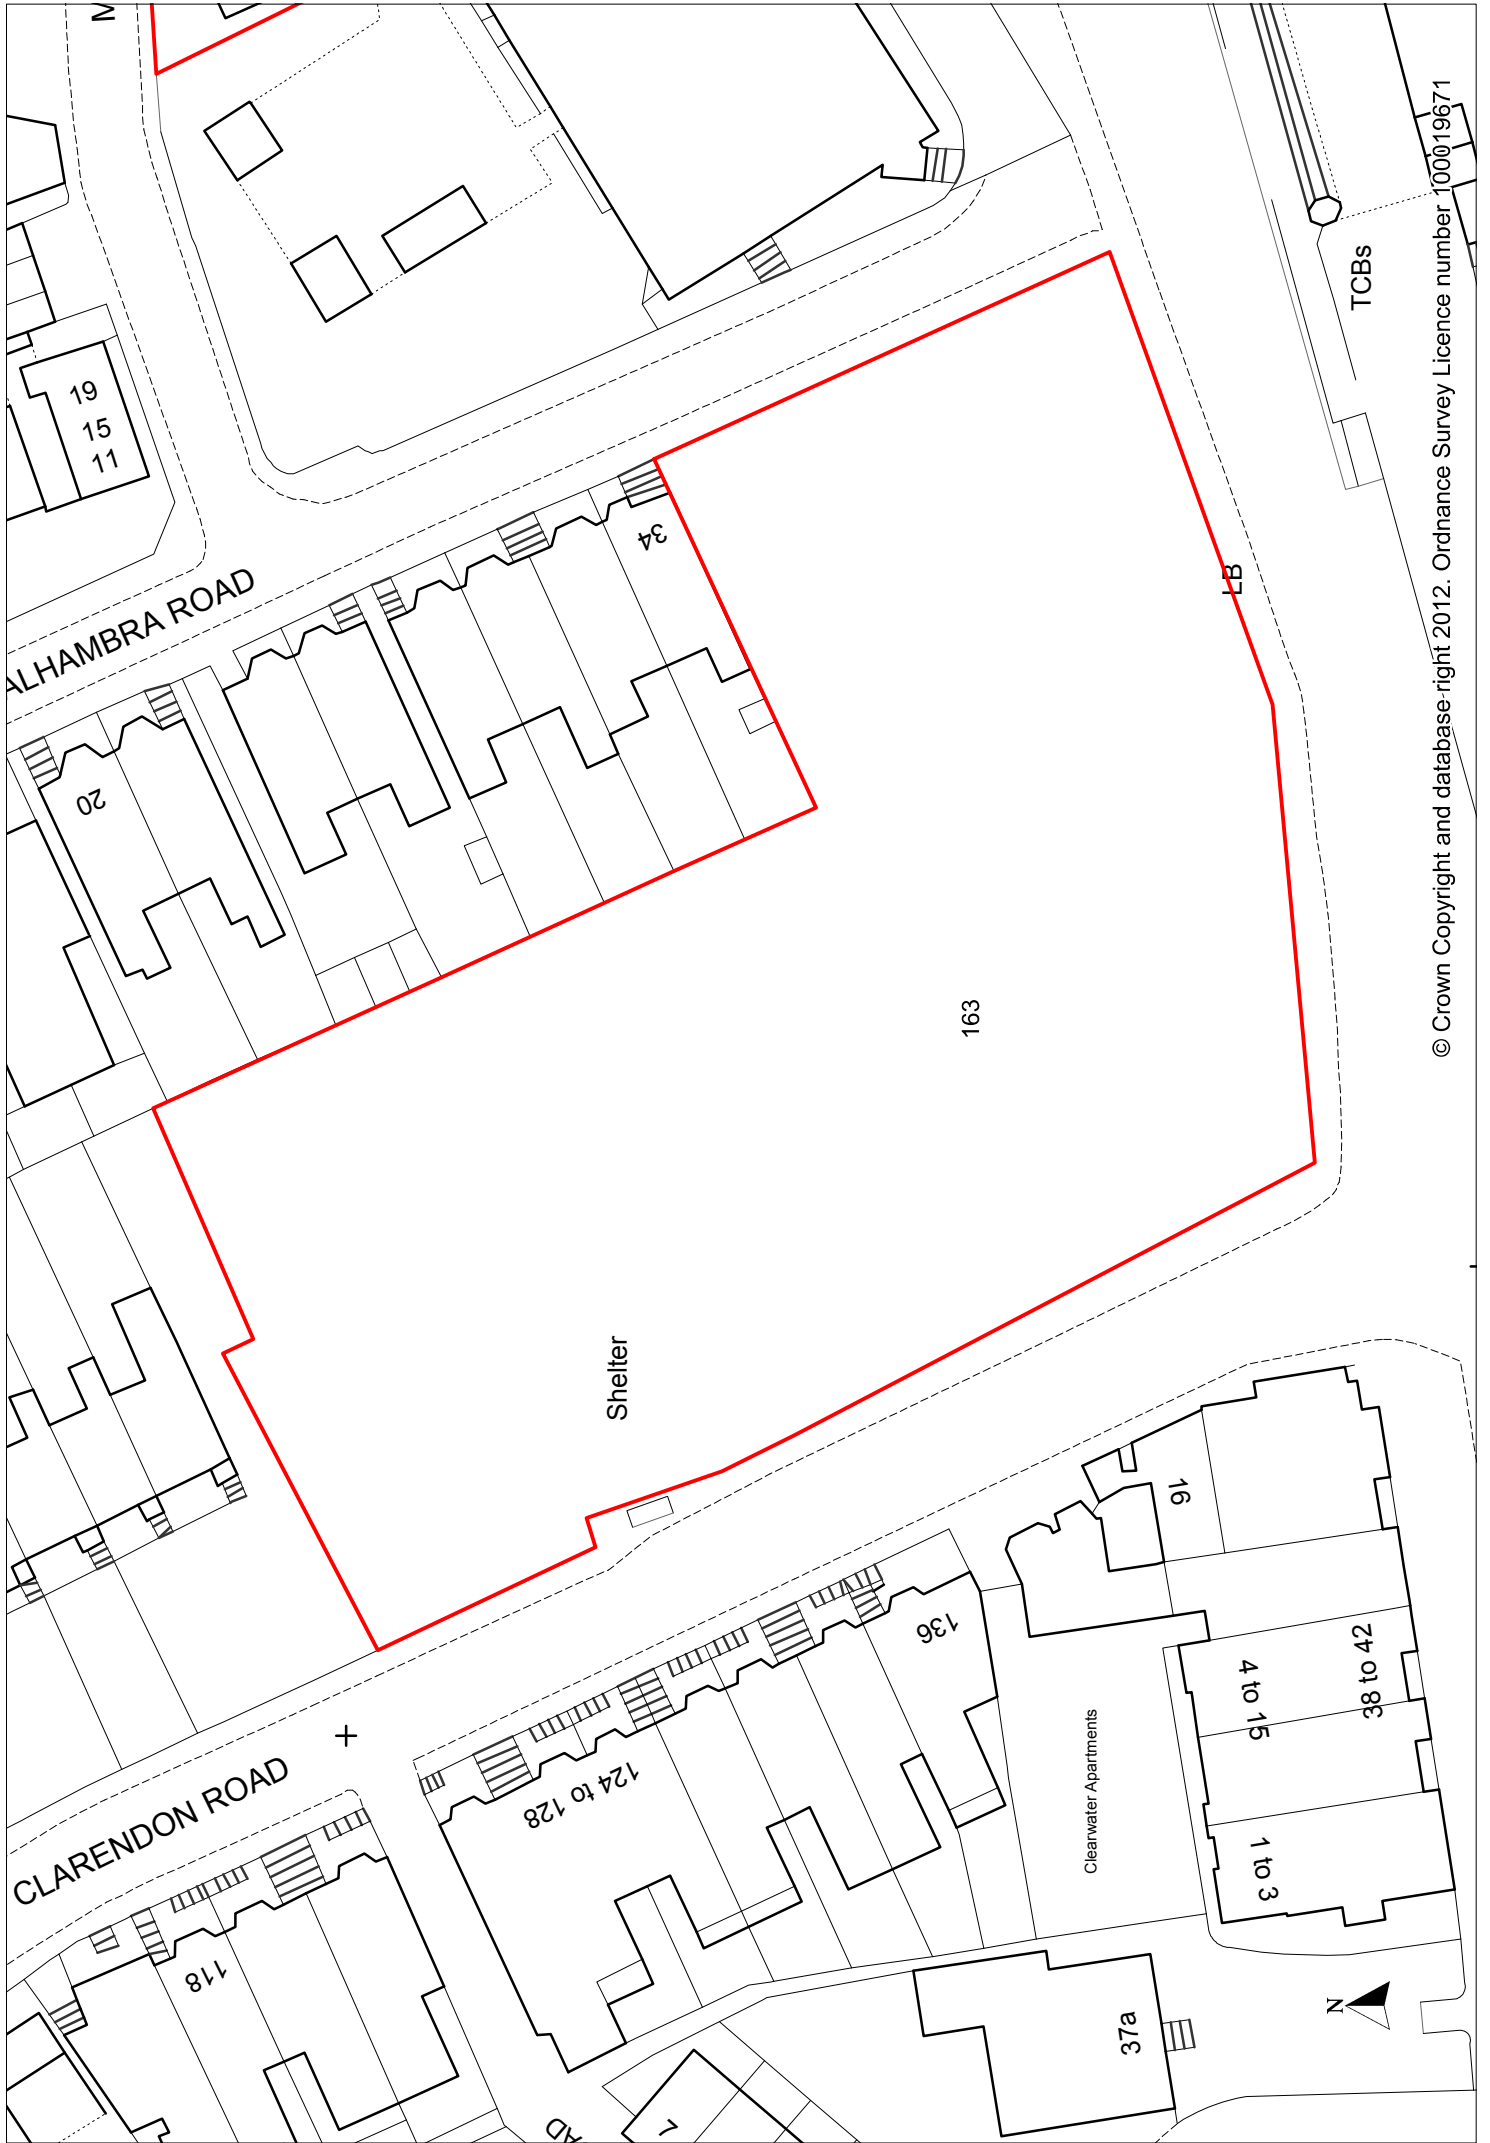 19
15
11
ALHAMBRA ROAD
34
20
TCBs
LB
163
Shelter
CLARENDON ROAD
136
124 to 128
118
16
4 to 15
38 to 42
1 to 3
Clearwater Apartments
37a
7
N
© Crown Copyright and database right 2012. Ordnance Survey Licence number 100019671